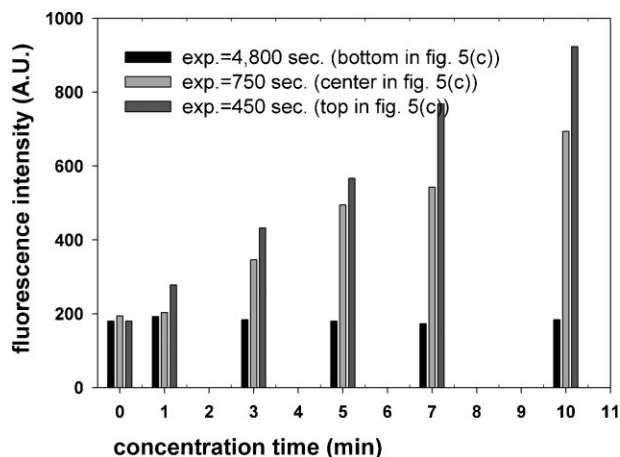 1000
800
600
400
200
0
fluorescence intensity (A.U.)
exp.=4,800 sec. (bottom in fig. 5(c))
exp.=750 sec. (center in fig. 5(c))
exp.=450 sec. (top in fig. 5(c))
0 1 2 3 4 5 6 7 8 9 10 11
concentration time (min)